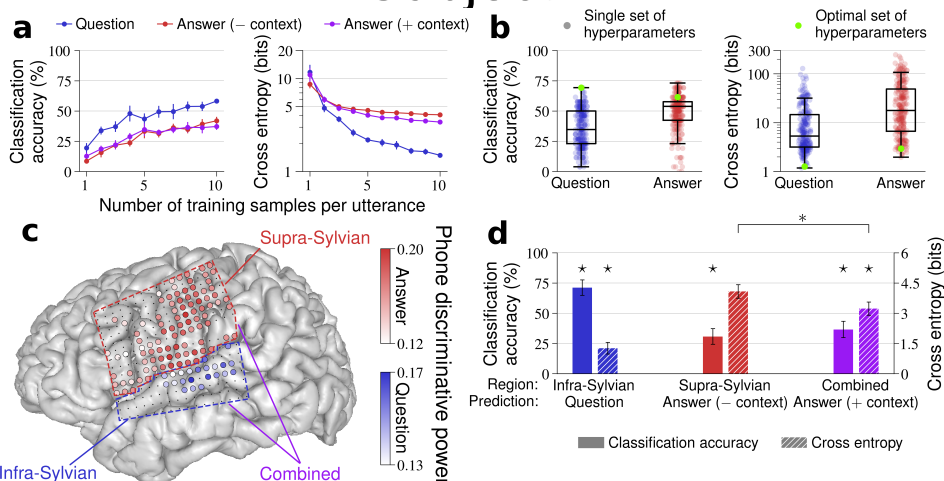 a
Question
Answer (− context)
Answer (+ context)
Classification
accuracy (%)
100
75
50
25
0
1
5
10
Cross entropy (bits)
20
10
5
1
1
5
10
Number of training samples per utterance
b
Single set of
hyperparameters
Optimal set of
hyperparameters
Classification
accuracy (%)
100
75
50
25
0
Question
Answer
Cross entropy (bits)
300
100
10
1
Question
Answer
c
Supra-Sylvian
Infra-Sylvian
Combined
0.20
Answer
0.12
0.17
Question
0.13
Phone discriminative power
d
*
Classification
accuracy (%)
100
75
50
25
0
Cross entropy (bits)
6
4.5
3
1.5
0
Region:
Infra-Sylvian
Supra-Sylvian
Combined
Prediction:
Question
Answer (− context)
Answer (+ context)
Classification accuracy
Cross entropy